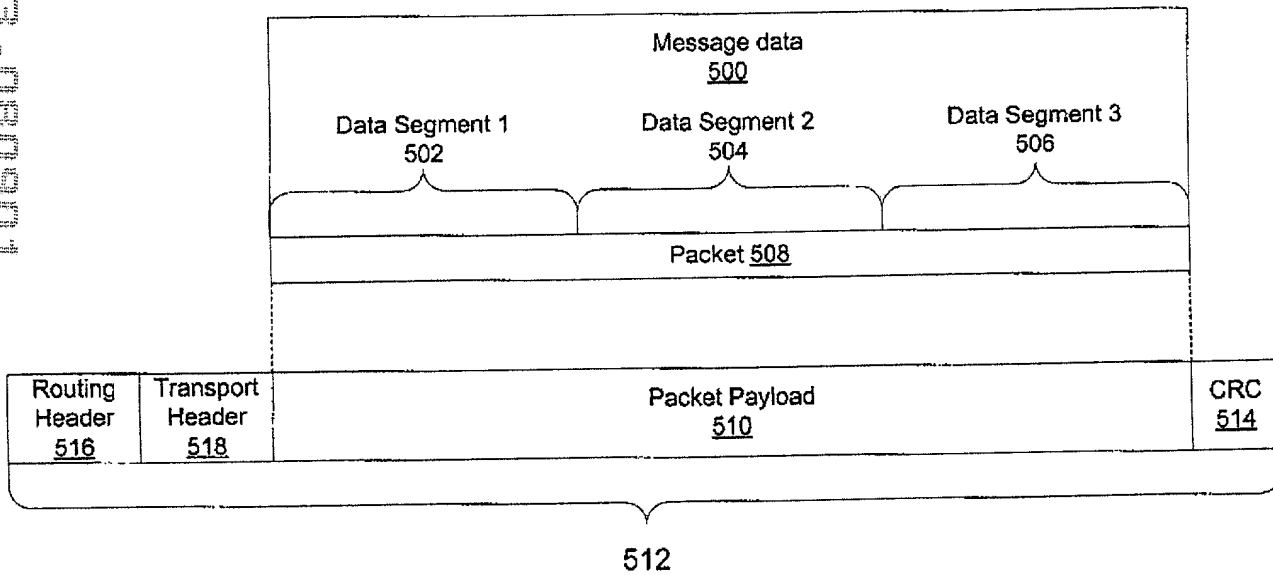 Message data
500
Data Segment 1
502
Data Segment 2
504
Data Segment 3
506
Packet 508
Routing
Header
516
Transport
Header
518
Packet Payload
510
CRC
514
512